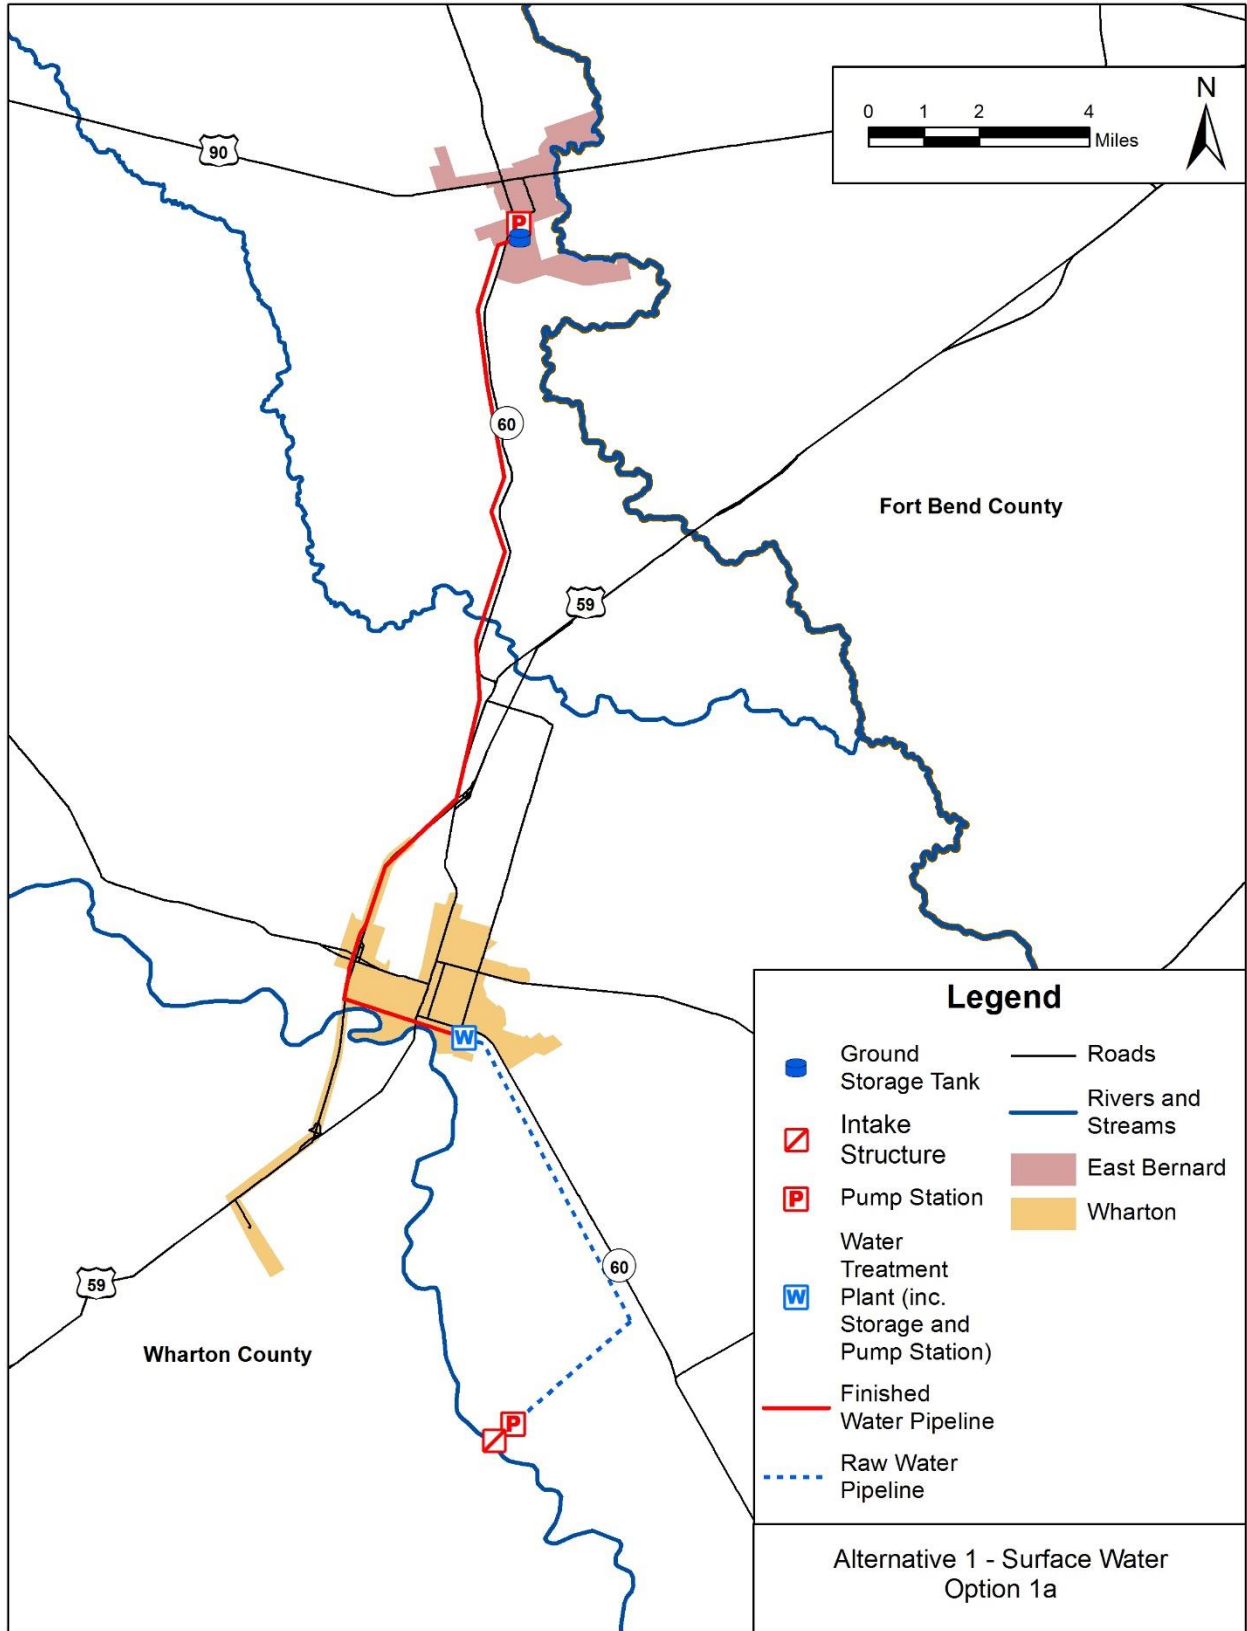 N
0 1 2 4
Miles
90
P
60
Fort Bend County
59
W
60
59
Wharton County
P
Legend
Ground
Storage Tank
Intake
Structure
P Pump Station
Water
Treatment
W Plant (inc.
Storage and
Pump Station)
Finished
Water Pipeline
Raw Water
Pipeline
Roads
Rivers and
Streams
East Bernard
Wharton
Alternative 1 - Surface Water
Option 1a